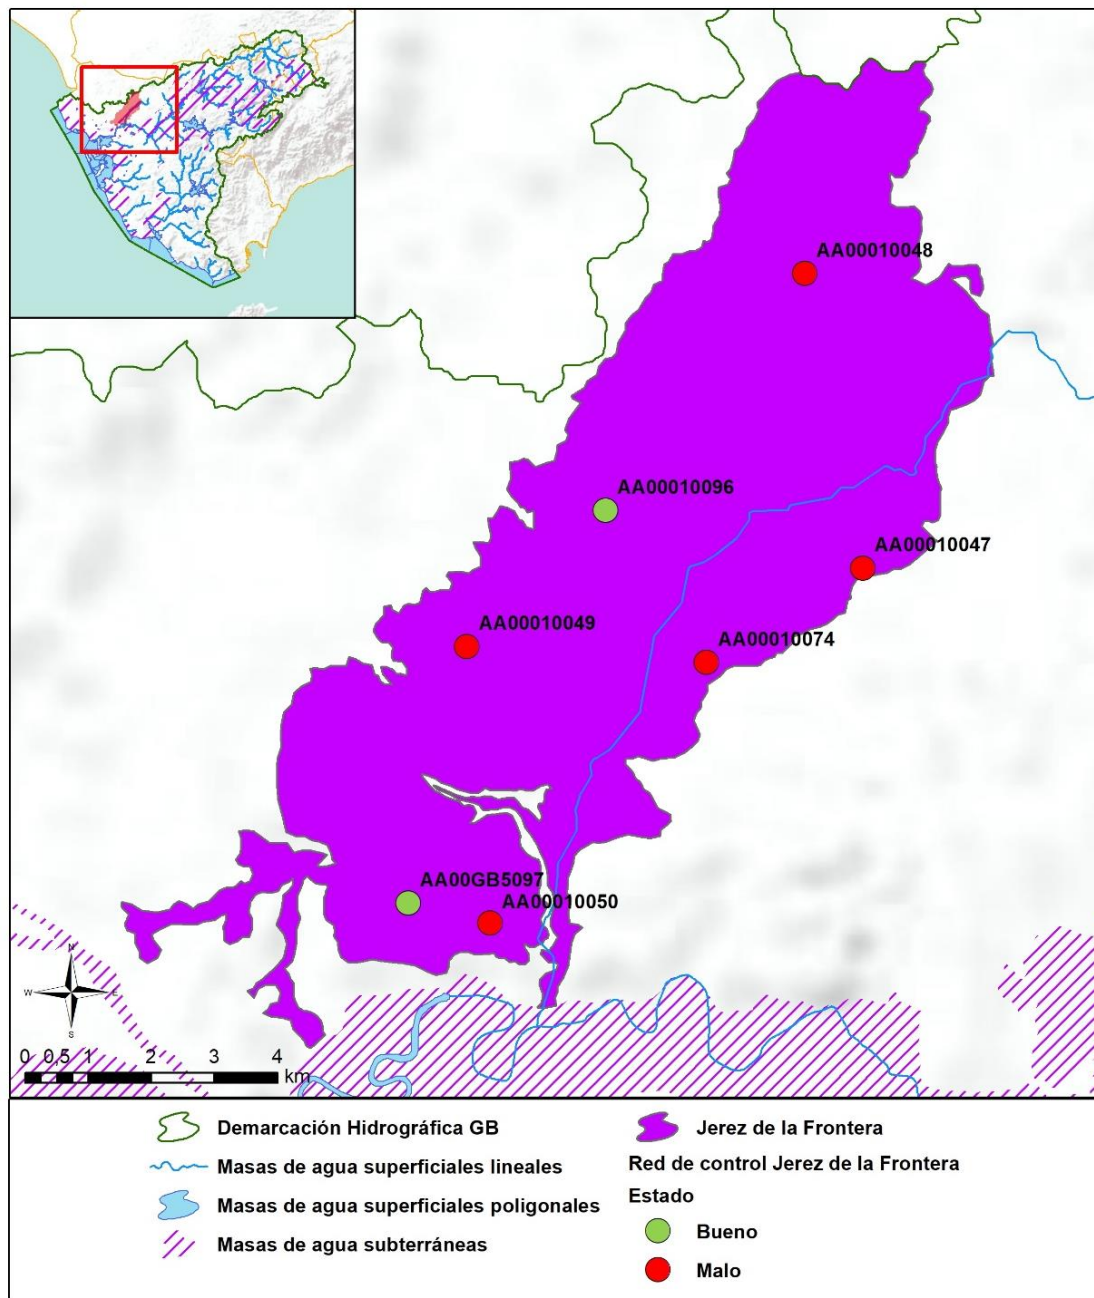 AA00010048
AA00010096
AA00010047
AA00010049
AA00010074
AA00GB5097
AA00010050
N
W
E
S
0 0,5 1 2 3 4
km
Demarcación Hidrográfica GB
Masas de agua superficiales lineales
Masas de agua superficiales poligonales
Masas de agua subterráneas
Jerez de la Frontera
Red de control Jerez de la Frontera
Estado
Bueno
Malo